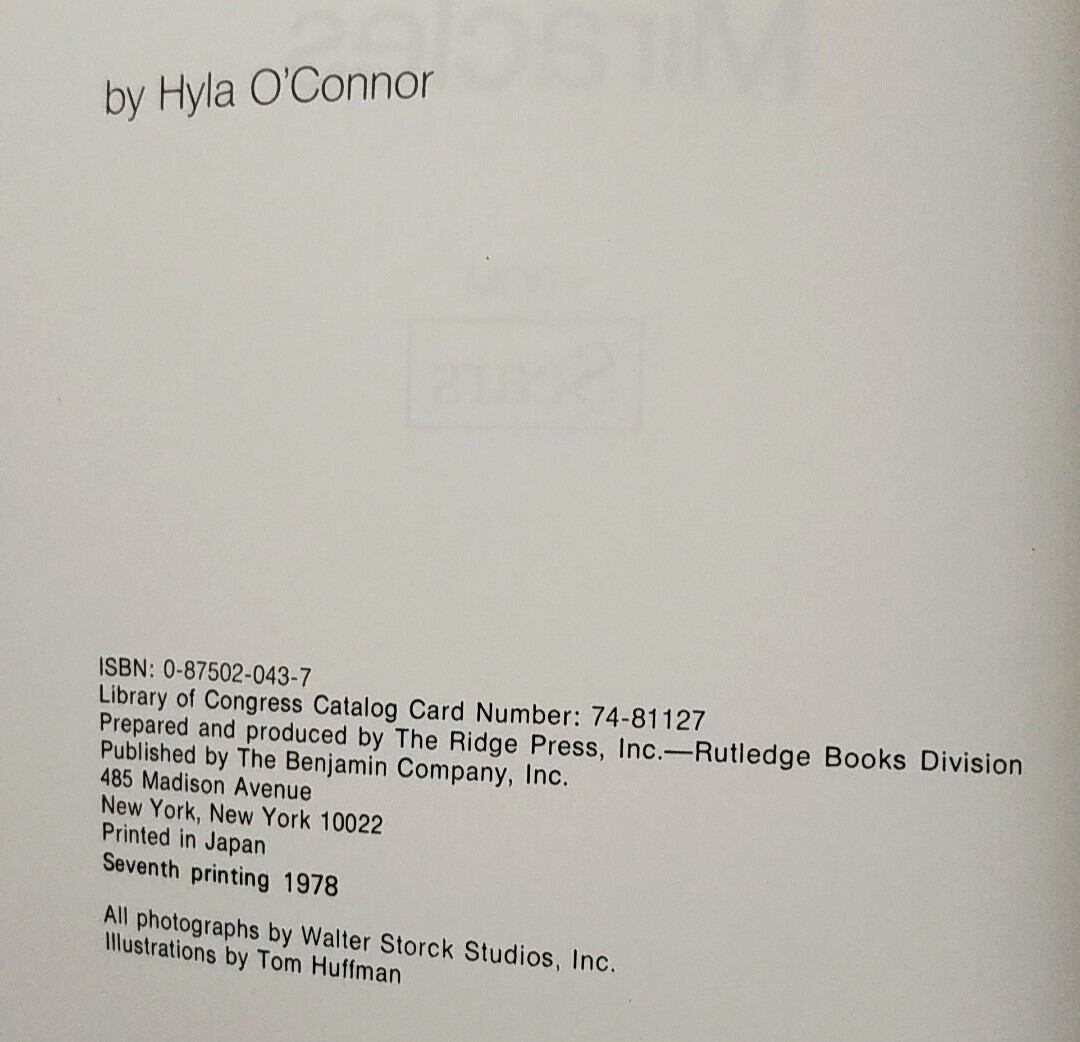 Miracles
by Hyla O'Connor
Sears
ISBN: 0-87502-043-7
Library of Congress Catalog Card Number: 74-81127
Prepared and produced by The Ridge Press, Inc.—Rutledge Books Division
Published by The Benjamin Company, Inc.
485 Madison Avenue
New York, New York 10022
Printed in Japan
Seventh printing 1978
All photographs by Walter Storck Studios, Inc.
Illustrations by Tom Huffman